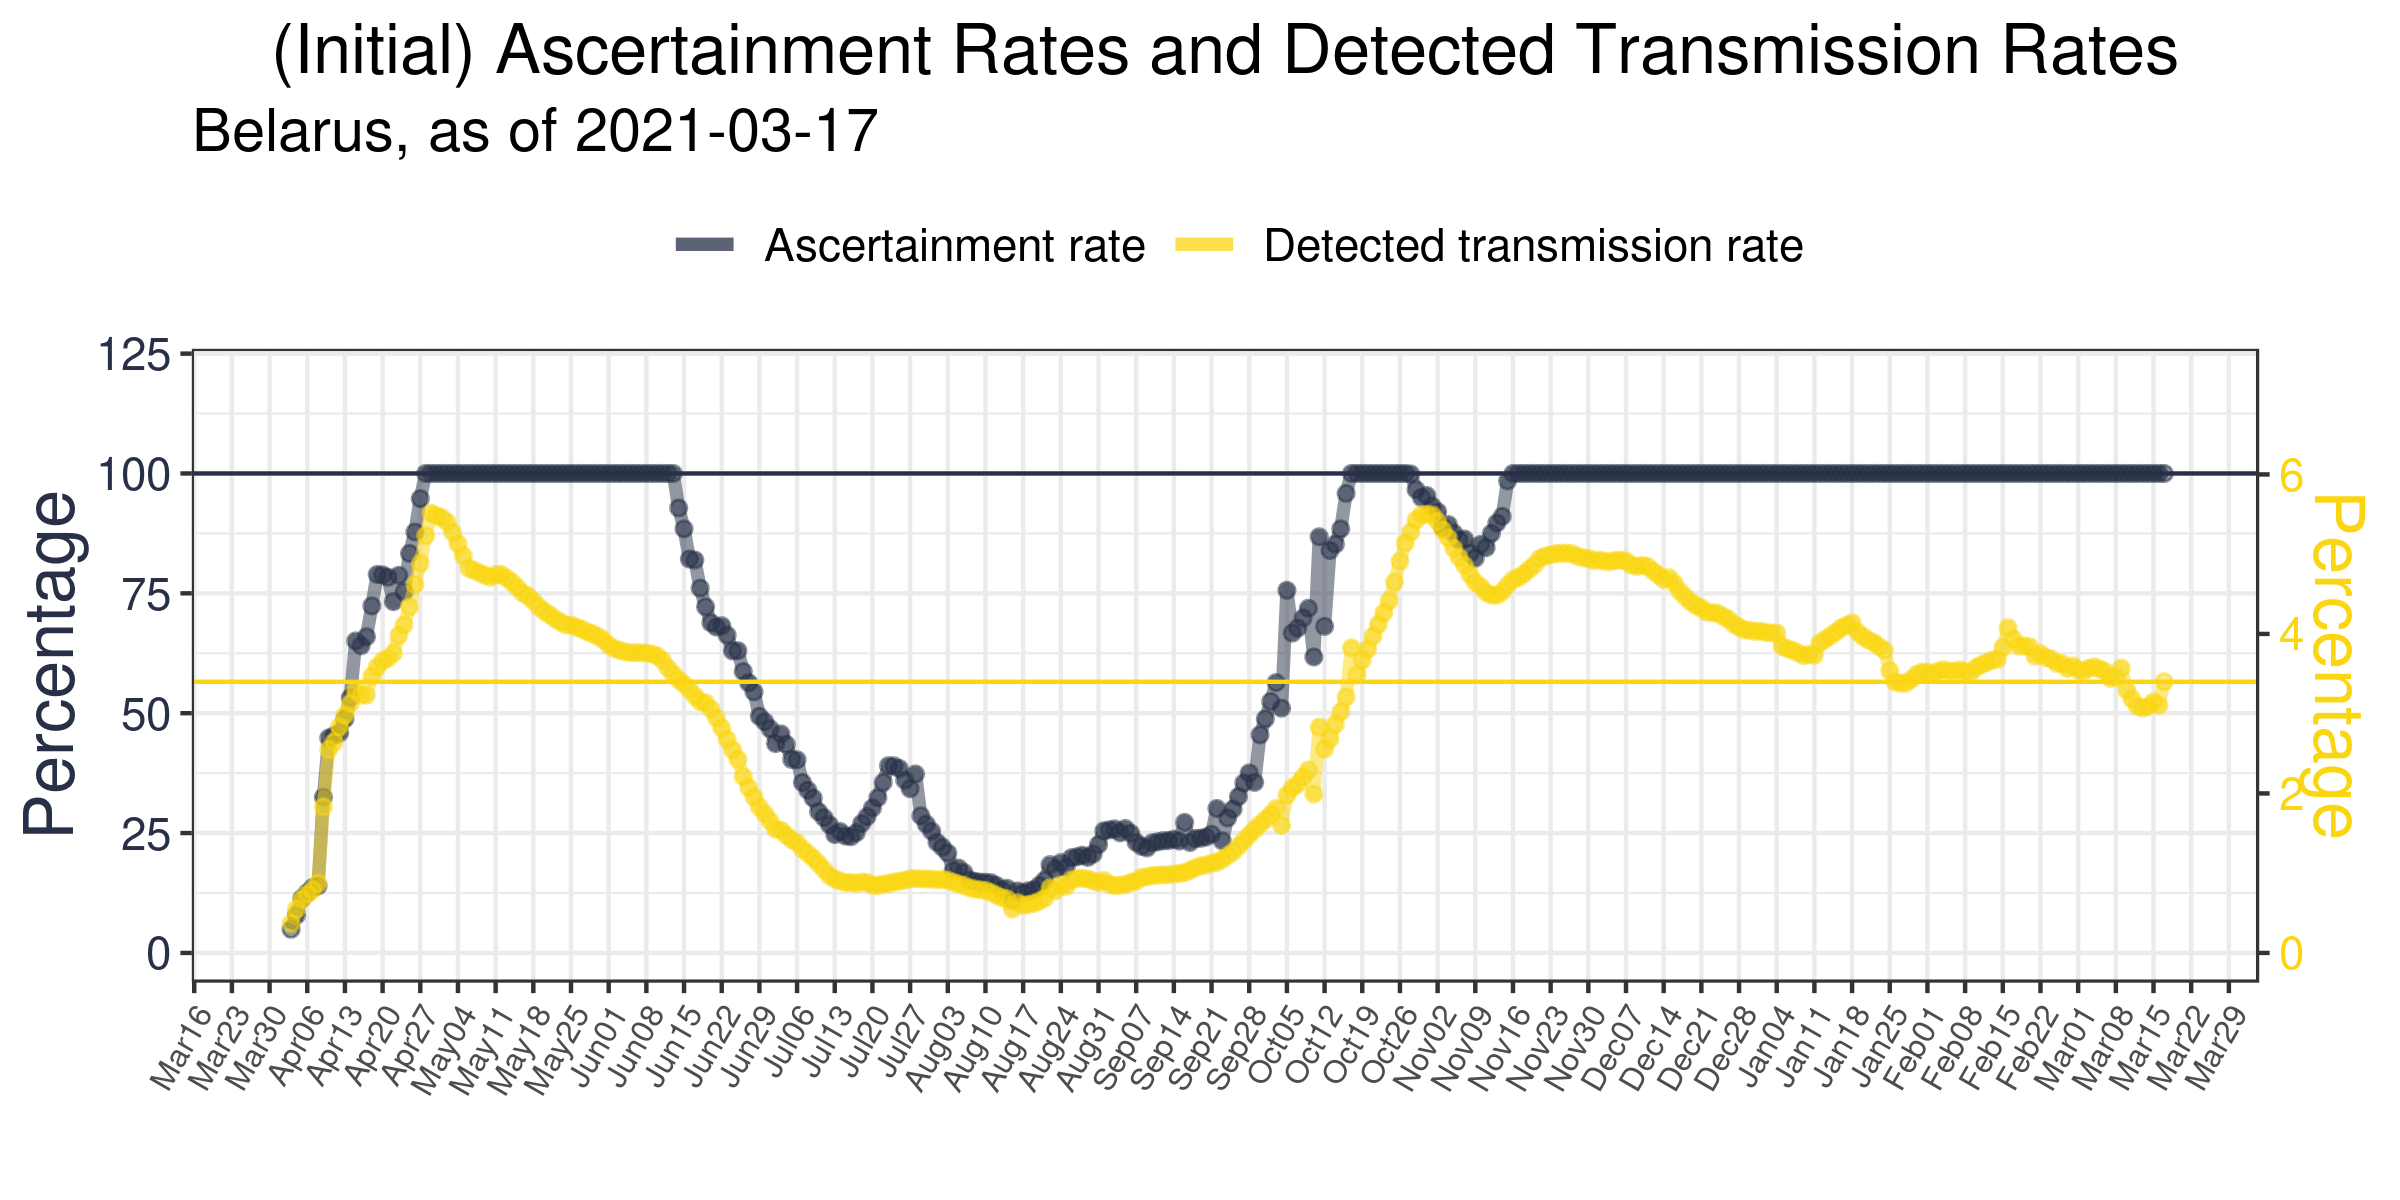 (Initial) Ascertainment Rates and Detected Transmission Rates
Belarus, as of 2021-03-17
Ascertainment rate
Detected transmission rate
Percentage
125
100
75
50
25
0
6
4
2
0
Percentage
Mar16
Mar23
Mar30
Apr06
Apr13
Apr20
Apr27
May04
May11
May18
May25
Jun01
Jun08
Jun15
Jun22
Jun29
Jul06
Jul13
Jul20
Jul27
Aug03
Aug10
Aug17
Aug24
Aug31
Sep07
Sep14
Sep21
Sep28
Oct05
Oct12
Oct19
Oct26
Nov02
Nov09
Nov16
Nov23
Nov30
Dec07
Dec14
Dec21
Dec28
Jan04
Jan11
Jan18
Jan25
Feb01
Feb08
Feb15
Feb22
Mar01
Mar08
Mar15
Mar22
Mar29